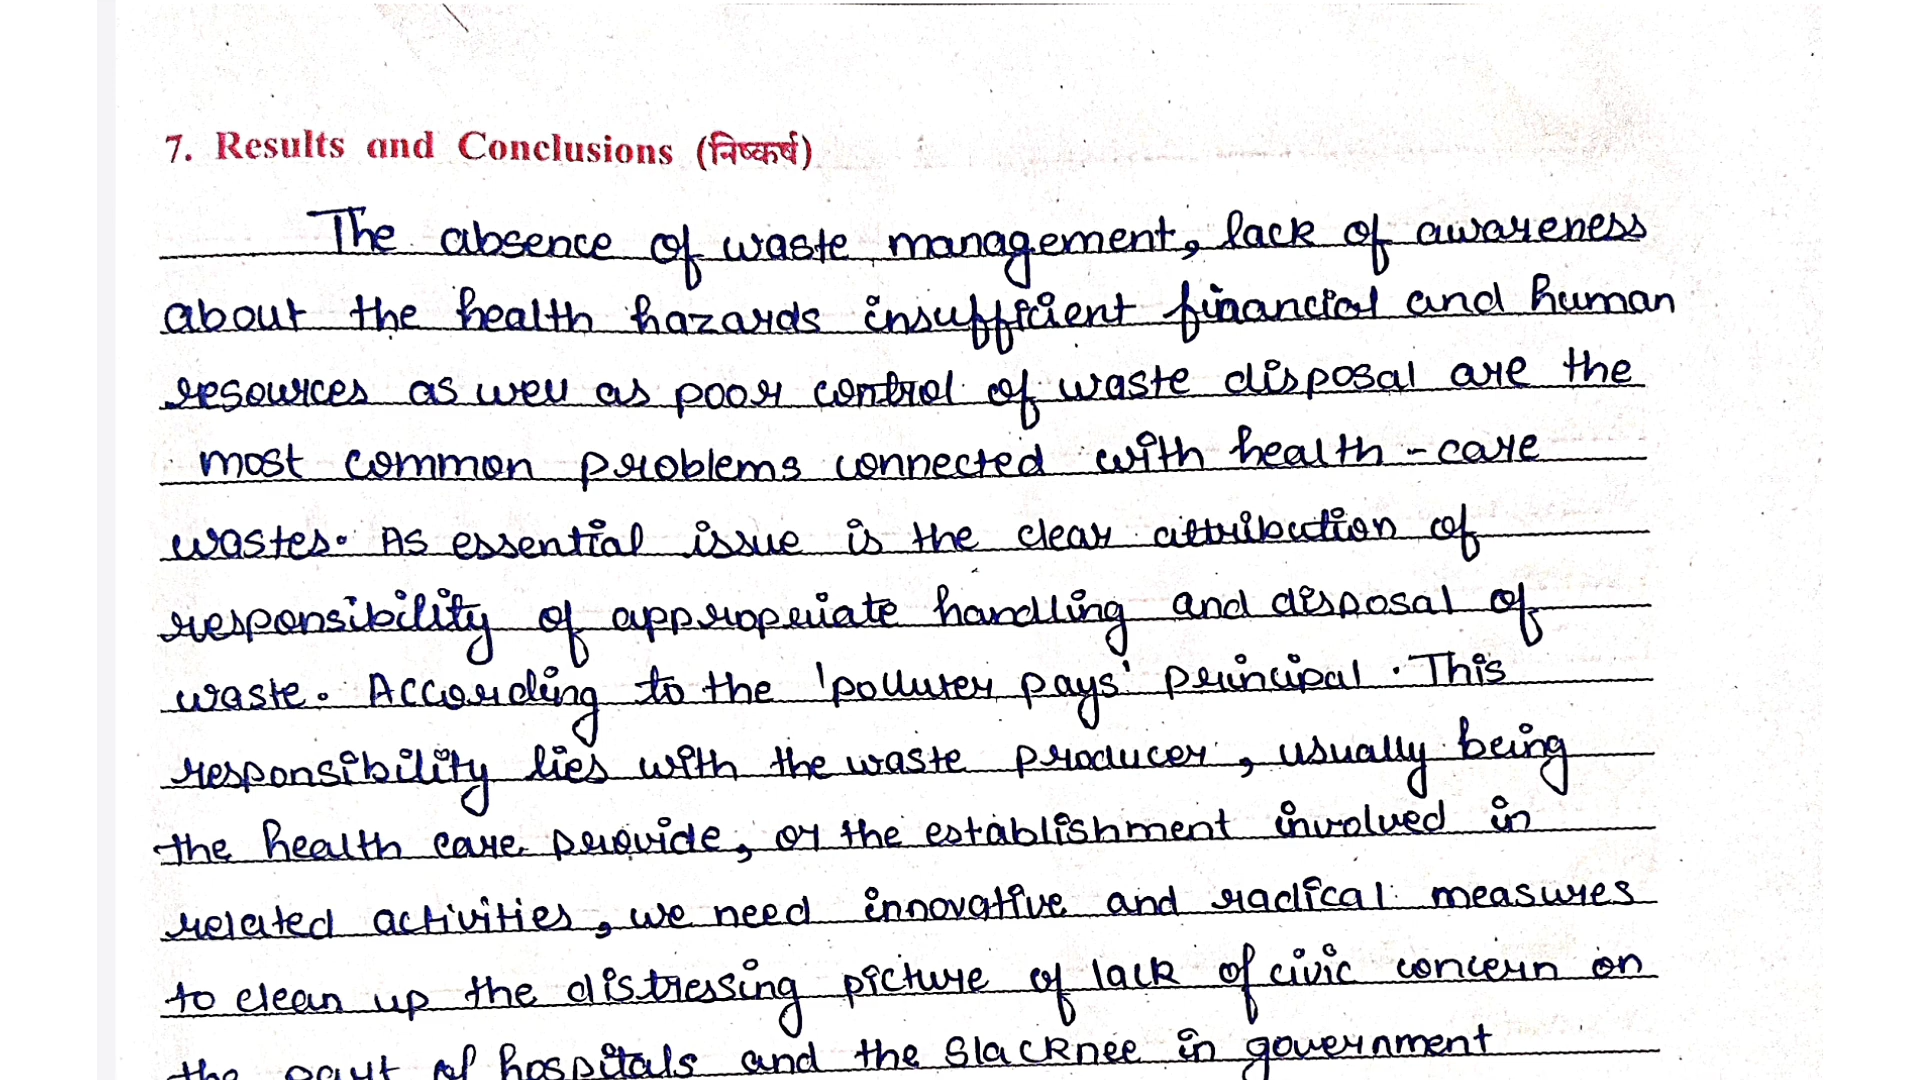 7. Results and Conclusions (निष्कर्ष)
The absence of waste management, lack of awareness
about the health hazards insufficient financial and human
resources as well as poor control of waste disposal are the
most common problems connected with health-care
wastes. As essential issue is the clear attribution of
responsibility of appropriate handling and disposal of
waste. According to the 'polluter pays' principal. This
responsibility lies with the waste producer, usually being
the health care provide, or the establishment involved in
related activities, we need innovative and radical measures
to clean up the distressing picture of lack of civic concern on
the part of hospitals and the slacknee in government